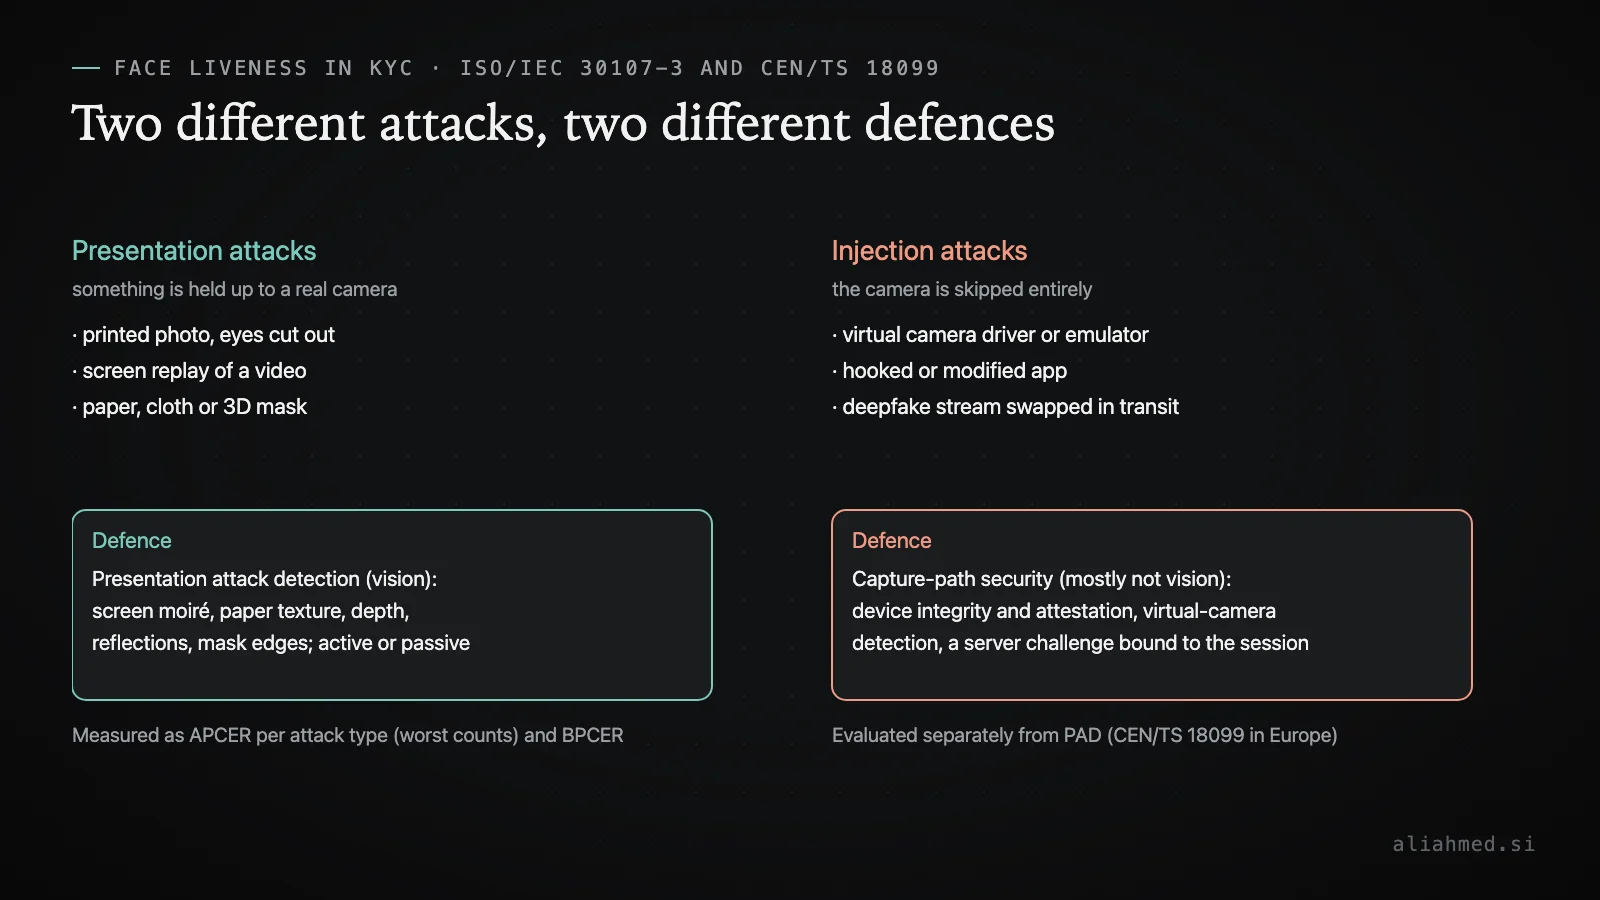 FACE LIVENESS IN KYC · ISO/IEC 30107-3 AND CEN/TS 18099
Two different attacks, two different defences
Presentation attacks
something is held up to a real camera
· printed photo, eyes cut out
· screen replay of a video
· paper, cloth or 3D mask
Defence
Presentation attack detection (vision):
screen moiré, paper texture, depth,
reflections, mask edges; active or passive
Measured as APCER per attack type (worst counts) and BPCER
Injection attacks
the camera is skipped entirely
· virtual camera driver or emulator
· hooked or modified app
· deepfake stream swapped in transit
Defence
Capture-path security (mostly not vision):
device integrity and attestation, virtual-camera
detection, a server challenge bound to the session
Evaluated separately from PAD (CEN/TS 18099 in Europe)
aliahmed.si